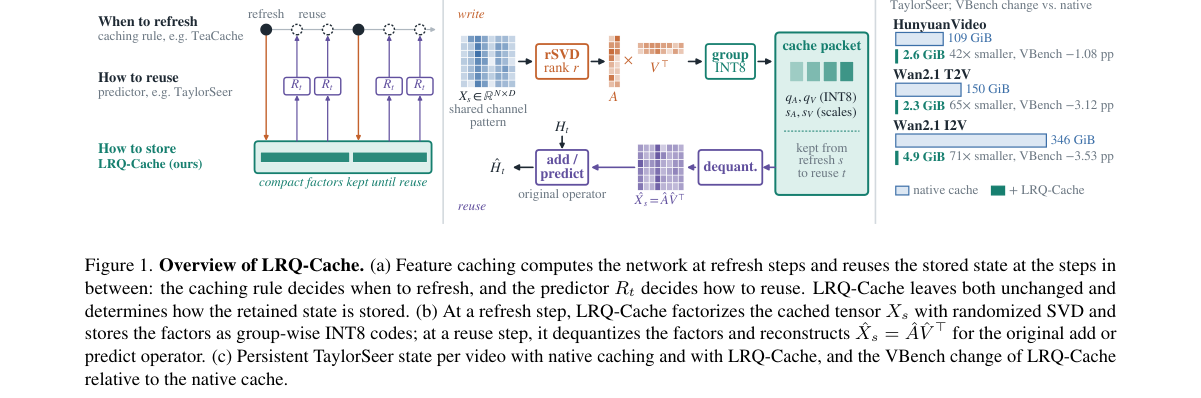 When to refresh
caching rule, e.g. TeaCache
How to reuse
predictor, e.g. TaylorSeer
How to store
LRQ-Cache (ours)
refresh reuse
R_t R_t R_t R_t
compact factors kept until reuse
write
X_s ∈ ℝ^{N×D}
shared channel
pattern
rSVD
rank r
A
×
V^⊤
group
INT8
cache packet
q_A, q_V (INT8)
s_A, s_V (scales)
kept from
refresh s
to reuse t
H_t
Ĥ_t
add /
predict
original operator
X̂_s = ÂV̂^⊤
dequant.
reuse
TaylorSeer; VBench change vs. native
HunyuanVideo
109 GiB
2.6 GiB 42× smaller, VBench −1.08 pp
Wan2.1 T2V
150 GiB
2.3 GiB 65× smaller, VBench −3.12 pp
Wan2.1 I2V
346 GiB
4.9 GiB 71× smaller, VBench −3.53 pp
native cache + LRQ-Cache
Figure 1. Overview of LRQ-Cache. (a) Feature caching computes the network at refresh steps and reuses the stored state at the steps in
between: the caching rule decides when to refresh, and the predictor R_t decides how to reuse. LRQ-Cache leaves both unchanged and
determines how the retained state is stored. (b) At a refresh step, LRQ-Cache factorizes the cached tensor X_s with randomized SVD and
stores the factors as group-wise INT8 codes; at a reuse step, it dequantizes the factors and reconstructs X̂_s = ÂV̂^⊤ for the original add or
predict operator. (c) Persistent TaylorSeer state per video with native caching and with LRQ-Cache, and the VBench change of LRQ-Cache
relative to the native cache.